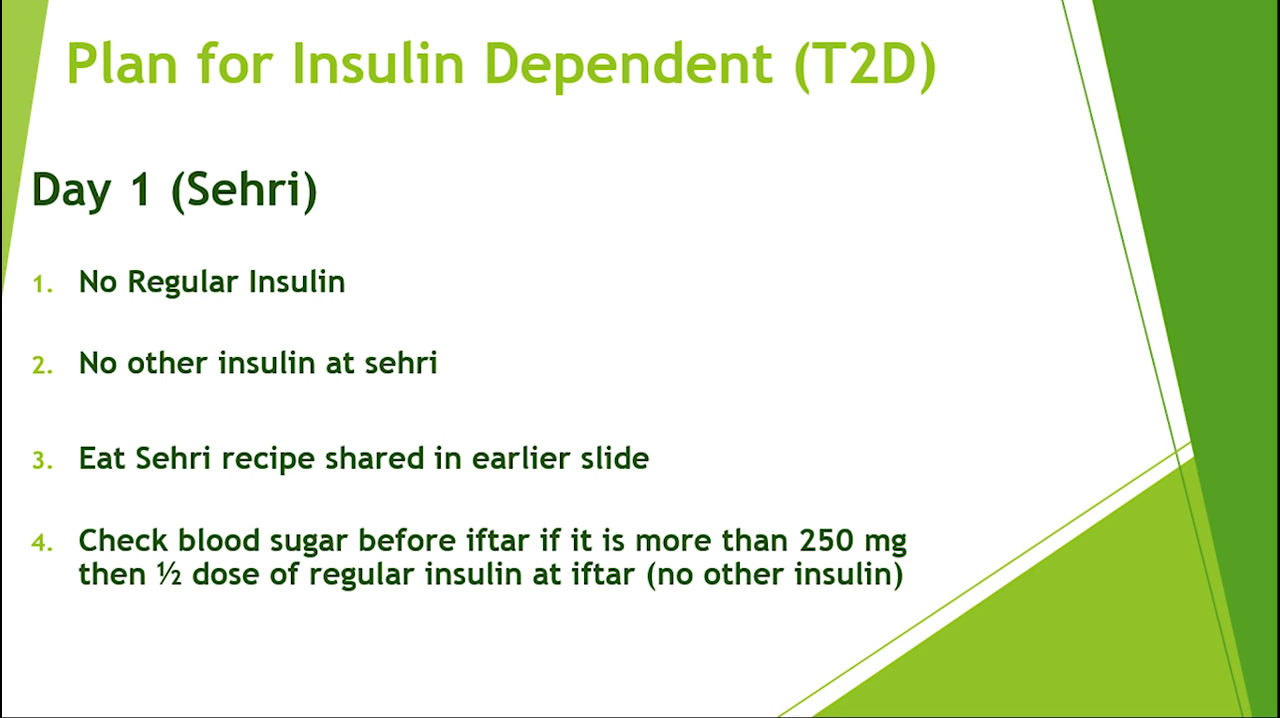 Plan for Insulin Dependent (T2D)
Day 1 (Sehri)
1. No Regular Insulin
2. No other insulin at sehri
3. Eat Sehri recipe shared in earlier slide
4. Check blood sugar before iftar if it is more than 250 mg
then ½ dose of regular insulin at iftar (no other insulin)